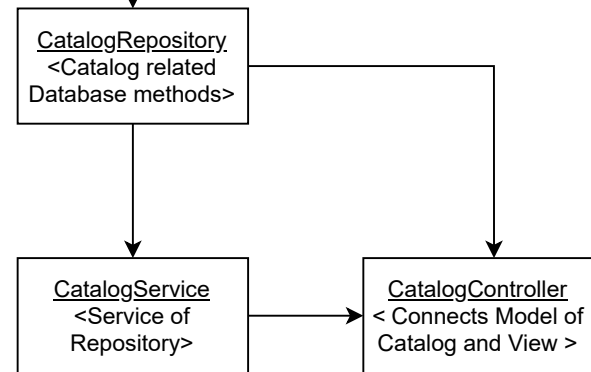 CatalogRepository
<Catalog related
Database methods>
CatalogService
<Service of
Repository>
CatalogController
< Connects Model of
Catalog and View >